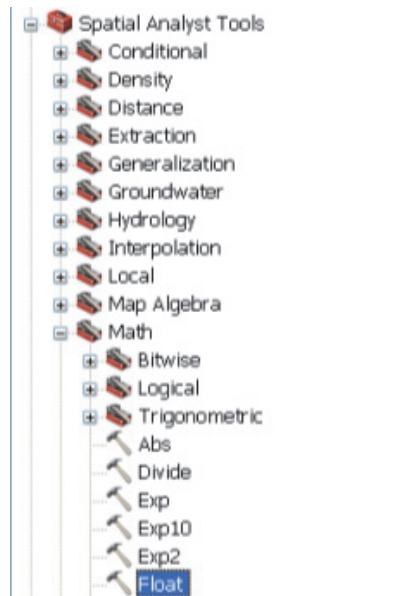 Spatial Analyst Tools
Conditional
Density
Distance
Extraction
Generalization
Groundwater
Hydrology
Interpolation
Local
Map Algebra
Math
Bitwise
Logical
Trigonometric
Abs
Divide
Exp
Exp10
Exp2
Float